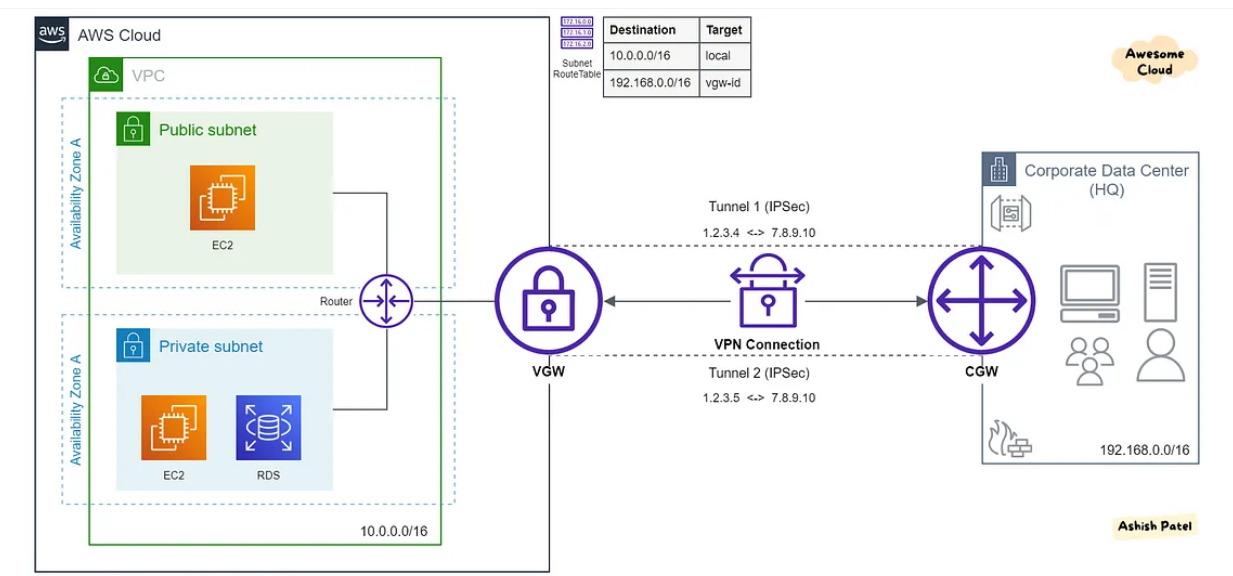 aws
AWS Cloud
VPC
Availability Zone A
Public subnet
EC2
Router
Availability Zone A
Private subnet
EC2
RDS
10.0.0.0/16
172.16.0.0
172.16.1.0
172.16.2.0
Subnet
RouteTable
Destination Target
10.0.0.0/16 local
192.168.0.0/16 vgw-id
Awesome
Cloud
Tunnel 1 (IPSec)
1.2.3.4 <-> 7.8.9.10
VPN Connection
VGW
CGW
Tunnel 2 (IPSec)
1.2.3.5 <-> 7.8.9.10
Corporate Data Center
(HQ)
192.168.0.0/16
Ashish Patel